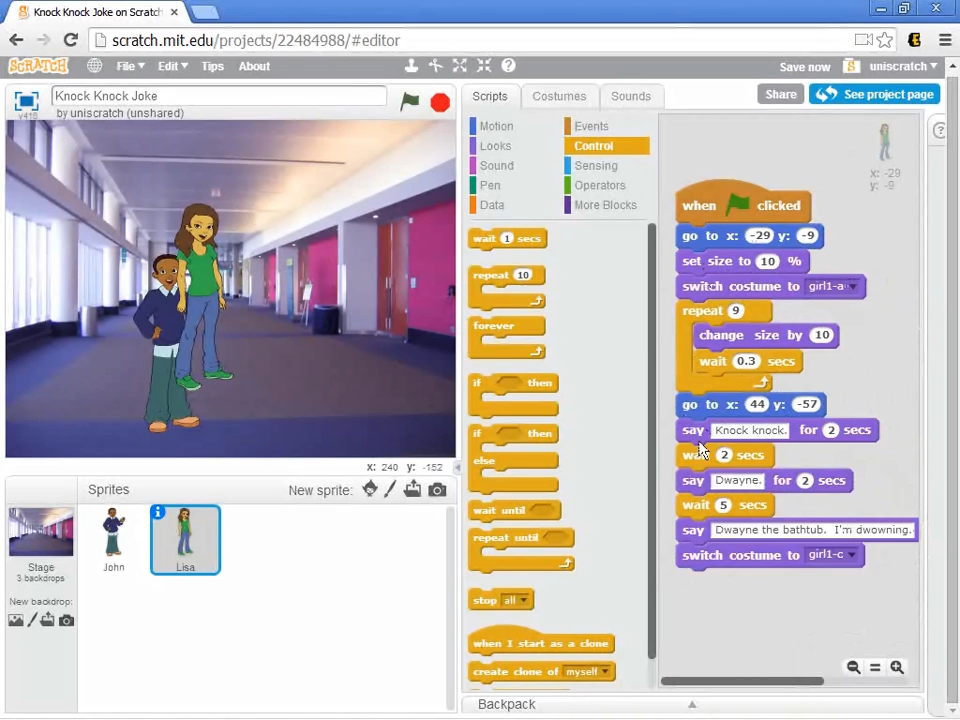 Knock Knock Joke on Scratch
scratch.mit.edu/projects/22484988/#editor
SCRATCH File Edit Tips About Save now uniscratch
Knock Knock Joke
by uniscratch (unshared)
v418
Scripts Costumes Sounds Share See project page
Motion Events
Looks Control
Sound Sensing
Pen Operators
Data More Blocks
wait 1 secs
repeat 10
forever
if then
if then
else
wait until
repeat until
stop all
when I start as a clone
create clone of myself
x: -29
y: -9
when clicked
go to x: -29 y: -9
set size to 10 %
switch costume to girl1-a
repeat 9
change size by 10
wait 0.3 secs
go to x: 44 y: -57
say Knock knock. for 2 secs
wait 2 secs
say Dwayne. for 2 secs
wait 5 secs
say Dwayne the bathtub. I'm dwowning.
switch costume to girl1-c
x: 240 y: -152
Sprites New sprite:
Stage
3 backdrops
New backdrop:
John
Lisa
Backpack